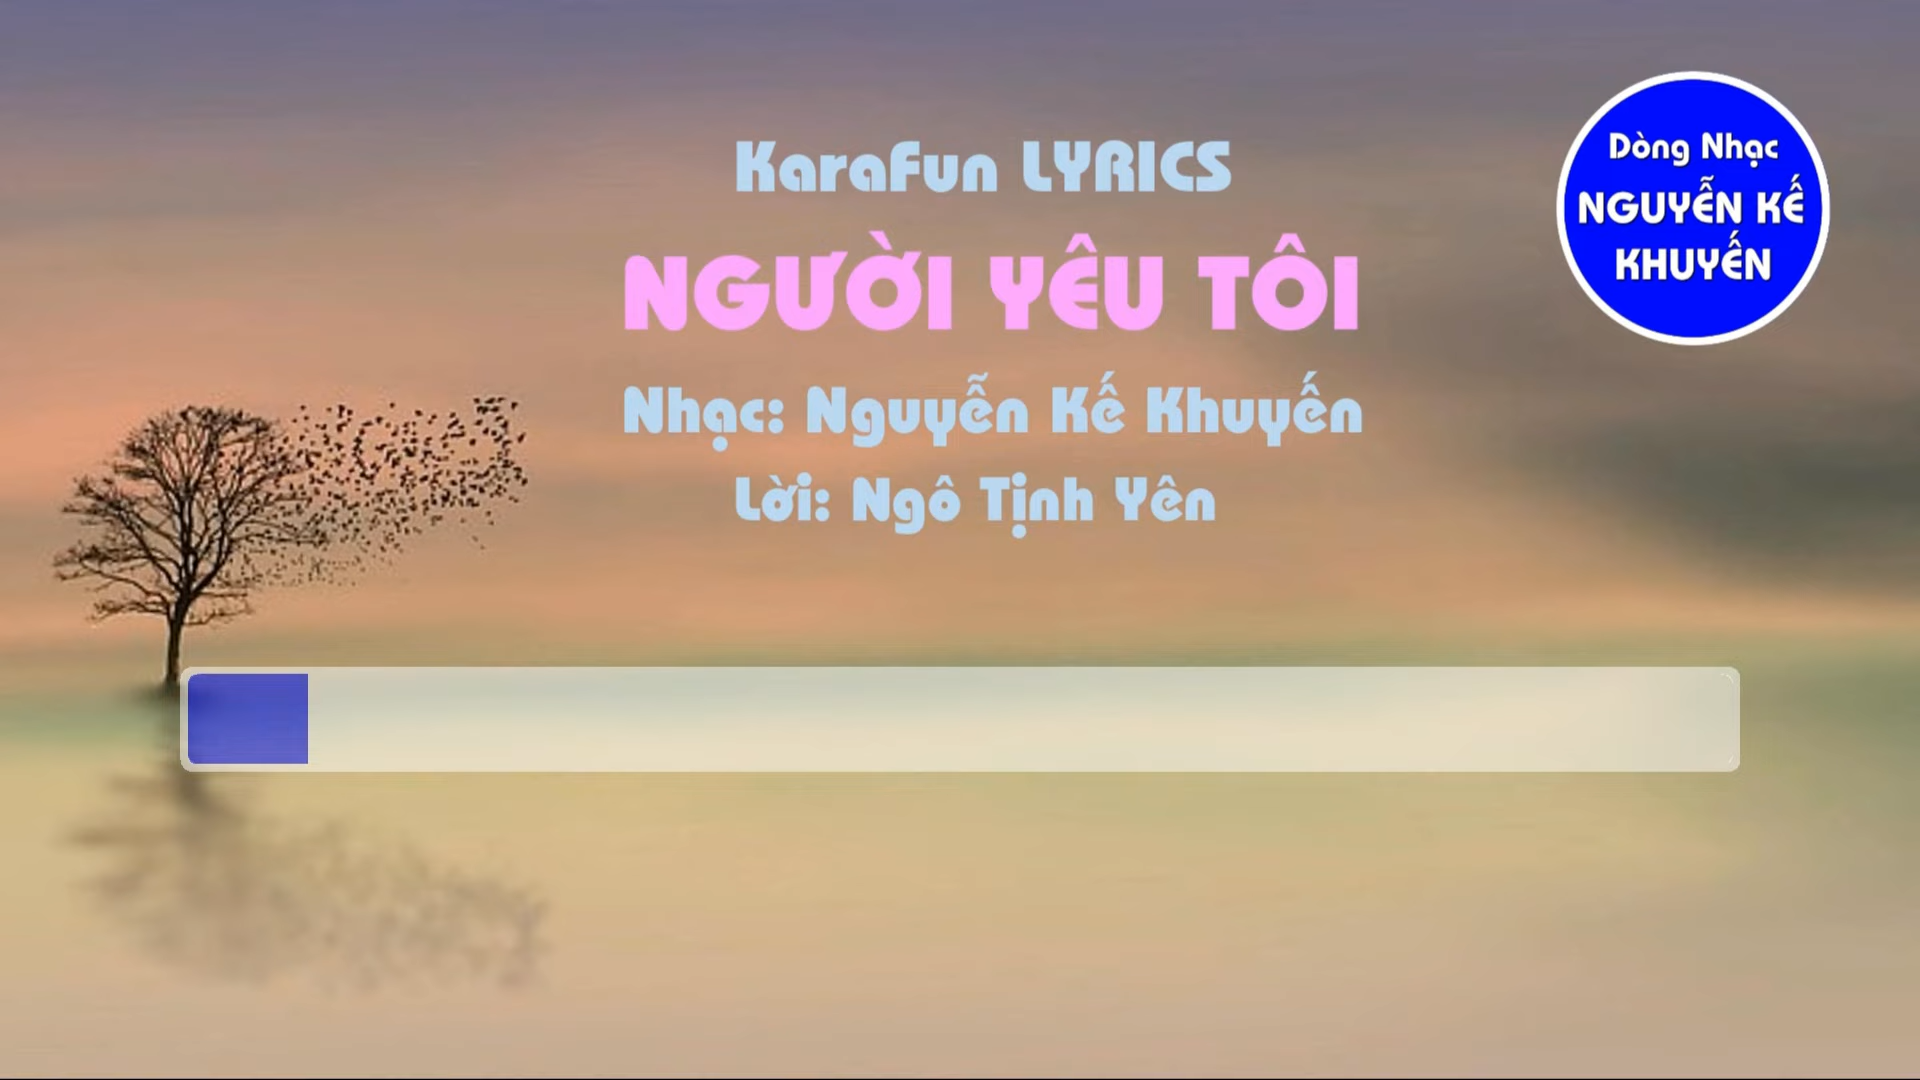 KaraFun LYRICS
NGƯỜI YÊU TÔI
Nhạc: Nguyễn Kế Khuyến
Lời: Ngô Tịnh Yên
Dòng Nhạc
NGUYỄN KẾ
KHUYẾN